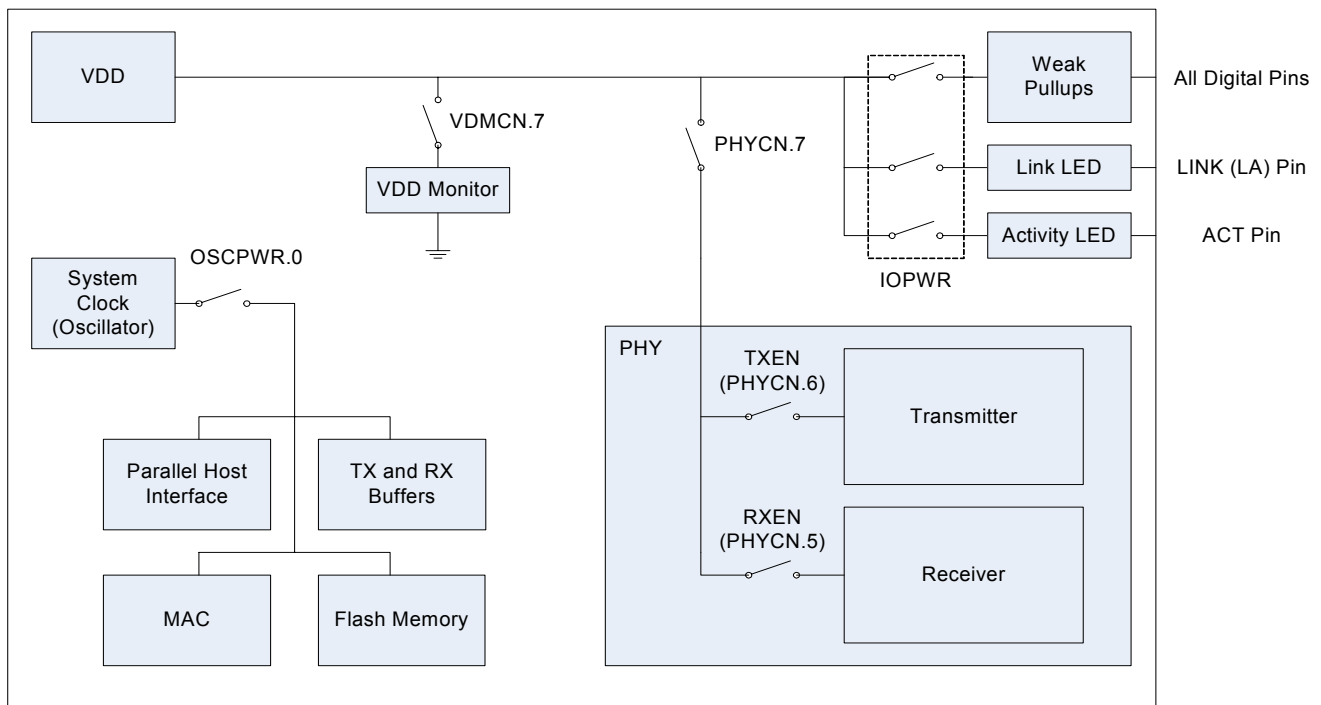 VDD
Weak
Pullups
All Digital Pins
VDMCN.7
PHYCN.7
VDD Monitor
Link LED
LINK (LA) Pin
Activity LED
ACT Pin
IOPWR
OSCPWR.0
System
Clock
(Oscillator)
PHY
TXEN
(PHYCN.6)
Transmitter
Parallel Host
Interface
TX and RX
Buffers
RXEN
(PHYCN.5)
Receiver
MAC
Flash Memory